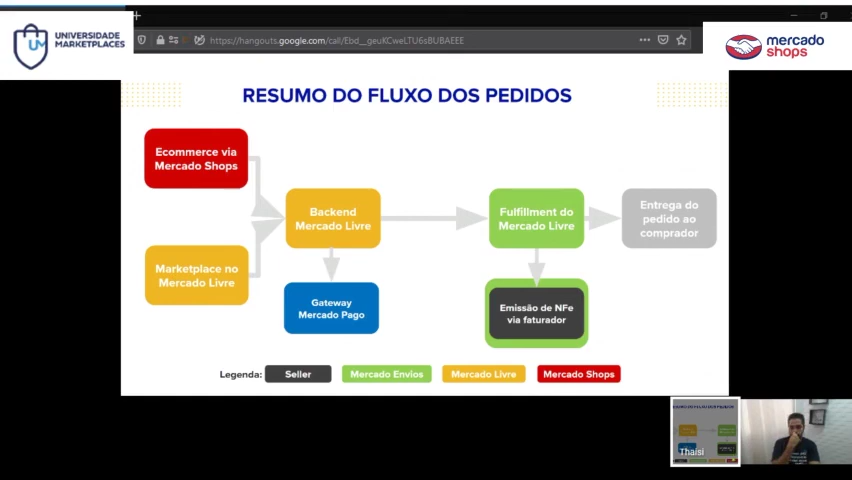 UNIVERSIDADE
MARKETPLACES
UM
https://hangouts.google.com/call/Ebd__geuKCweLTU6sBUBAEEE
mercado
shops
RESUMO DO FLUXO DOS PEDIDOS
Ecommerce via
Mercado Shops
Backend
Mercado Livre
Fulfillment do
Mercado Livre
Entrega do
pedido ao
comprador
Marketplace no
Mercado Livre
Gateway
Mercado Pago
Emissão de NFe
via faturador
Legenda:
Seller
Mercado Envios
Mercado Livre
Mercado Shops
Thaisi